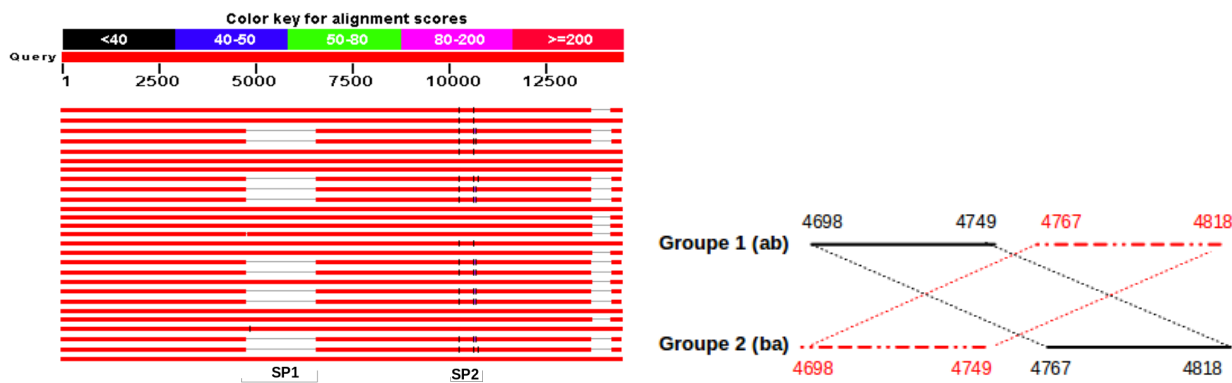 Color key for alignment scores
<40 40-50 50-80 80-200 >=200
Query
1 2500 5000 7500 10000 12500
SP1 SP2
4698 4749 4767 4818
Groupe 1 (ab)
Groupe 2 (ba)
4698 4749 4767 4818